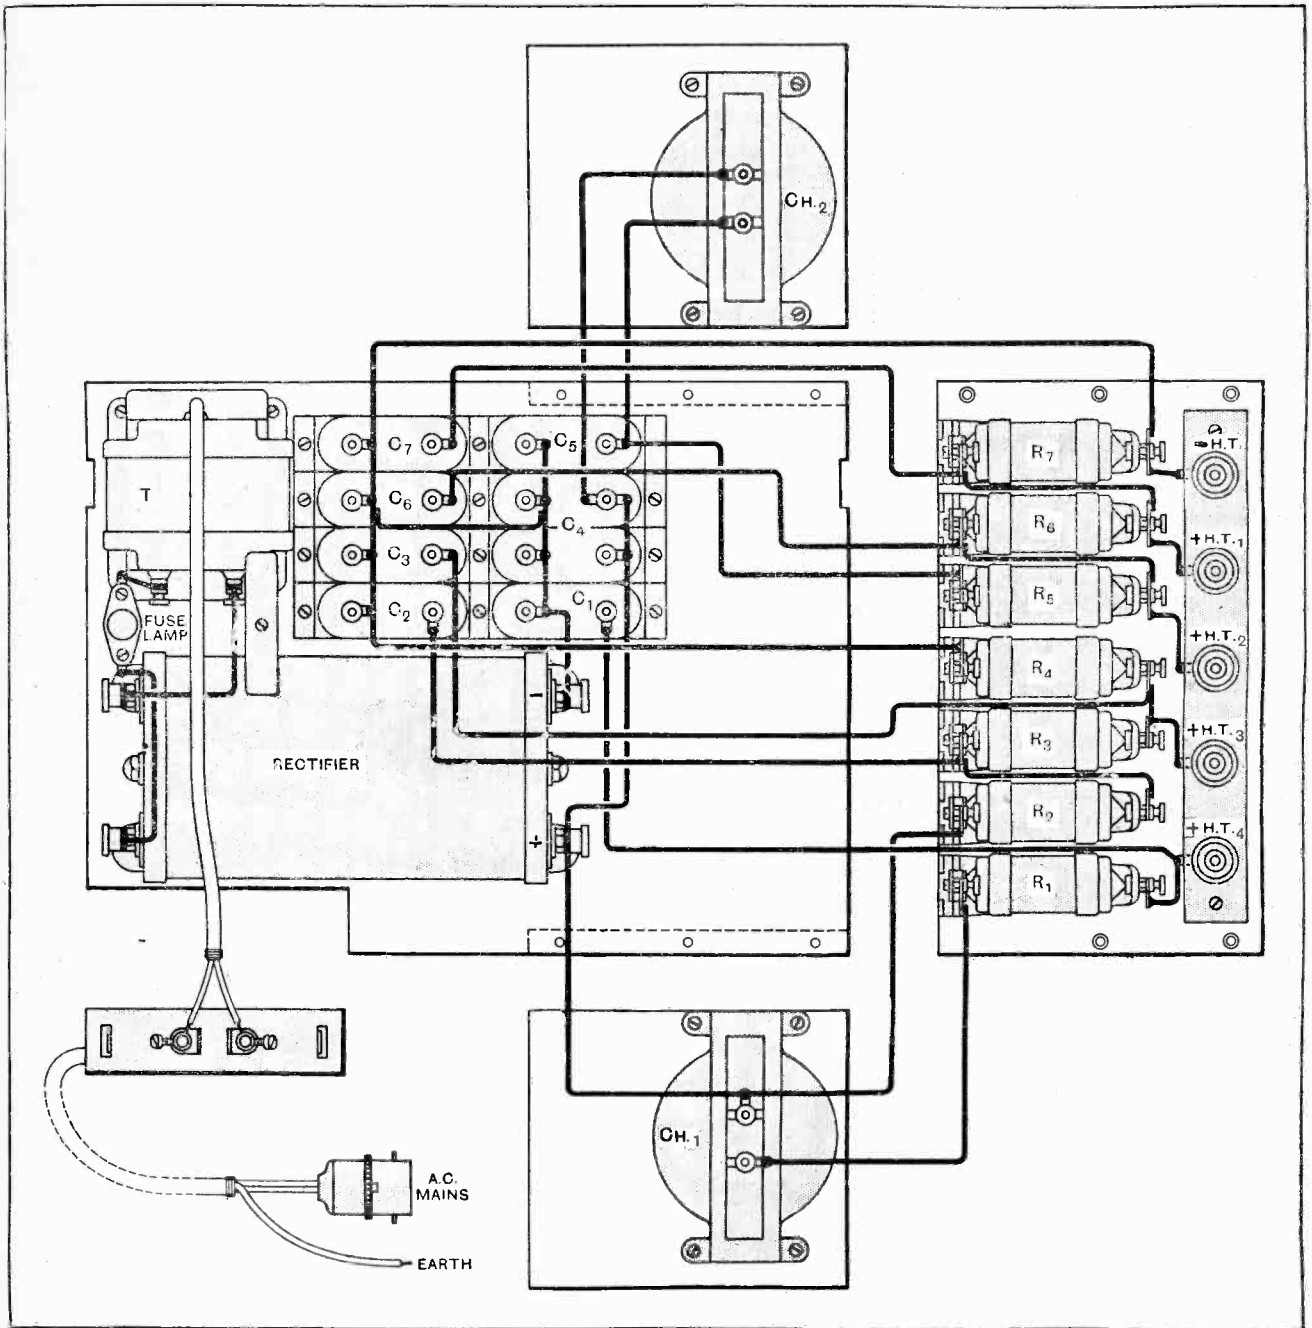 CH.2
C7
C5
- H.T.
R7
T
C6
C4
R6
+ H.T.1
C3
R5
C2
C1
FUSE
LAMP
+ H.T.2
R4
−
+ H.T.3
R3
RECTIFIER
R2
+ H.T.4
+
R1
CH.1
A.C.
MAINS
EARTH